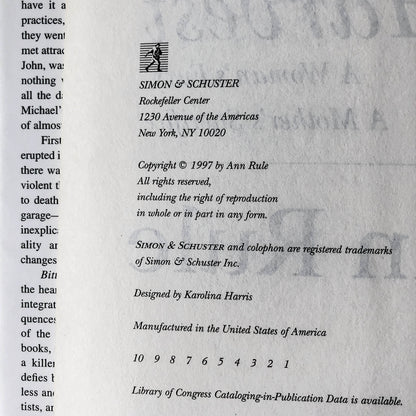 have it a
practices,
they went
met attrac
John, was
nothing
all the da
Michael'
of almos
First
erupted i
there wa
violent t
to death
garage—
inexplic
ality ar
changes
Bitt
the hear
integrat
quences
of the
books,
a killer
defies
less and
tists, ar
SIMON & SCHUSTER
Rockefeller Center
1230 Avenue of the Americas
New York, NY 10020
Copyright © 1997 by Ann Rule
All rights reserved,
including the right of reproduction
in whole or in part in any form.
SIMON & SCHUSTER and colophon are registered trademarks
of Simon & Schuster Inc.
Designed by Karolina Harris
Manufactured in the United States of America
10 9 8 7 6 5 4 3 2 1
Library of Congress Cataloging-in-Publication Data is available.